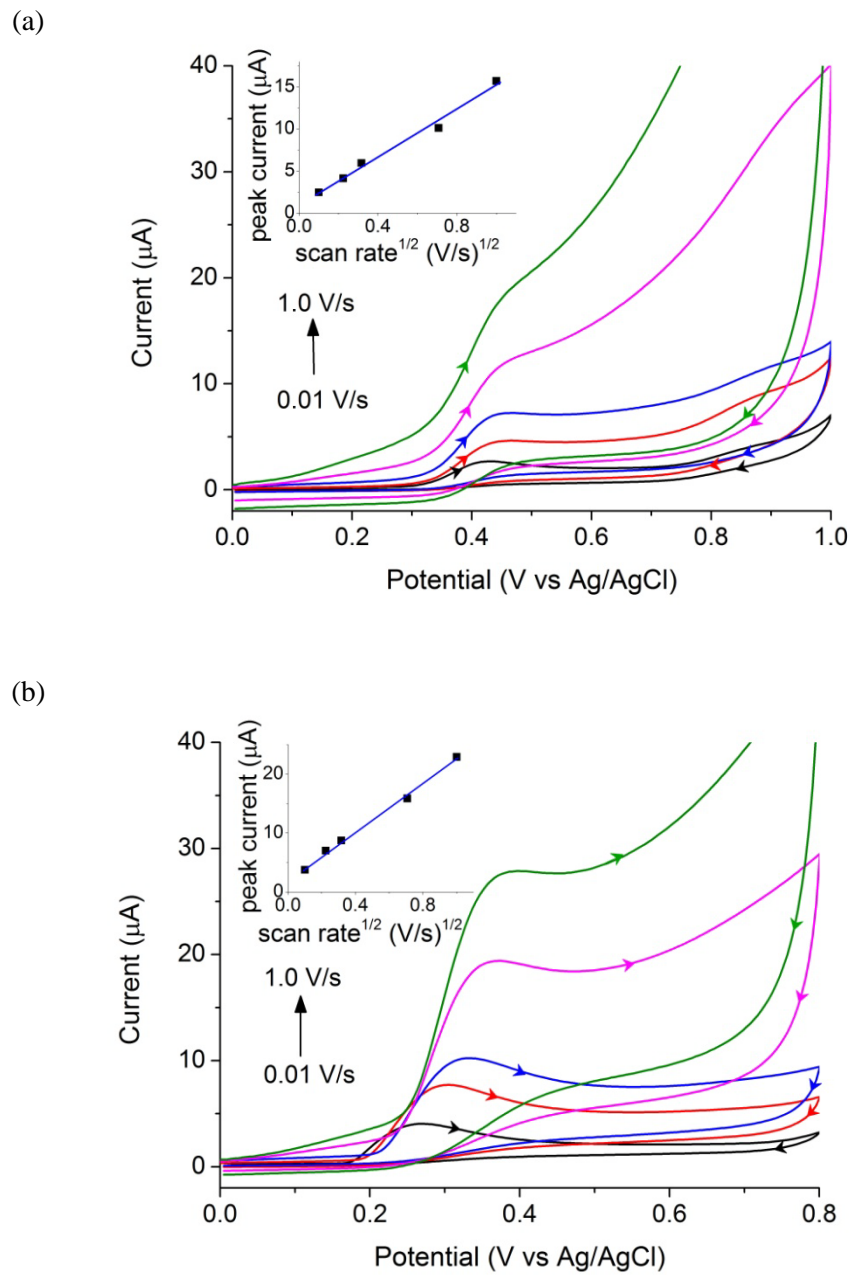 (a)
40
30
20
10
0
Current (µA)
0.0 0.2 0.4 0.6 0.8 1.0
Potential (V vs Ag/AgCl)
15
10
5
0
peak current (µA)
0.0 0.4 0.8
scan rate^1/2 (V/s)^1/2
1.0 V/s
0.01 V/s
(b)
40
30
20
10
0
Current (µA)
0.0 0.2 0.4 0.6 0.8
Potential (V vs Ag/AgCl)
20
10
0
peak current (µA)
0.0 0.4 0.8
scan rate^1/2 (V/s)^1/2
1.0 V/s
0.01 V/s